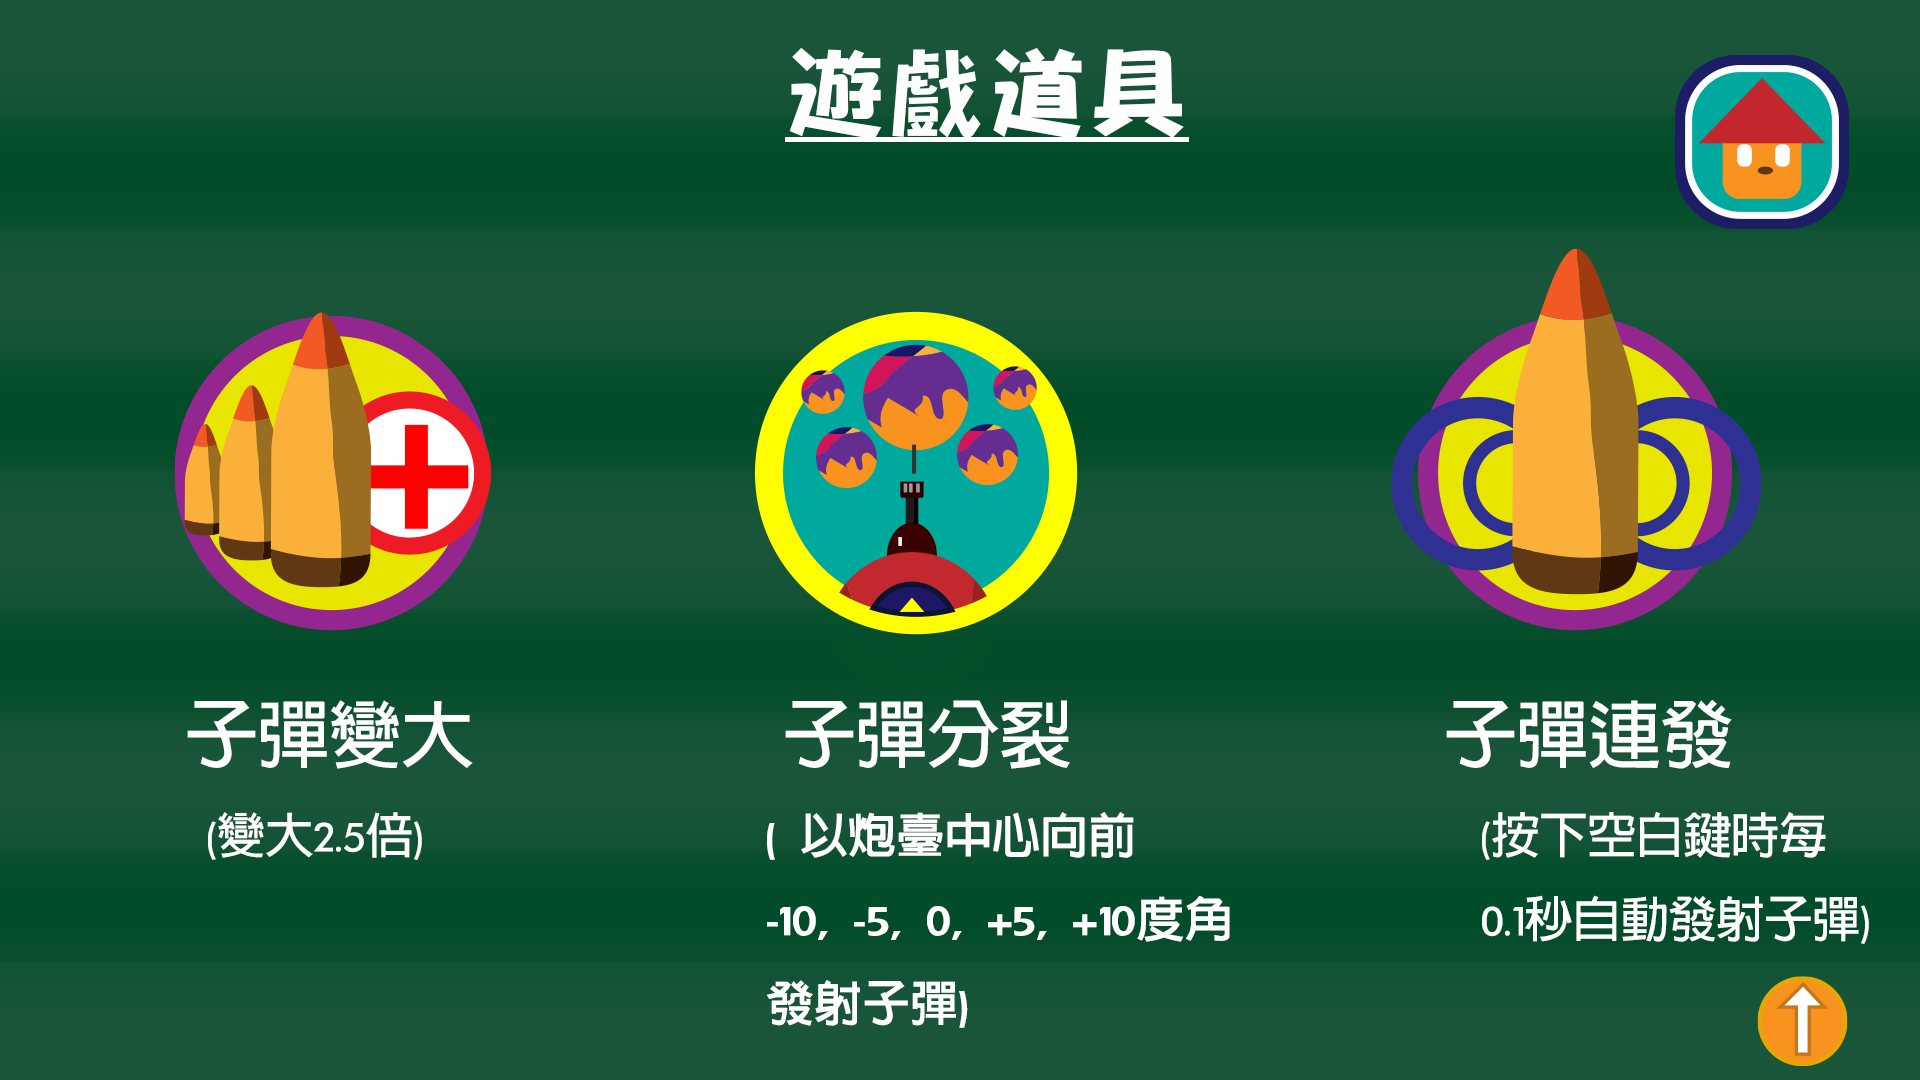 遊戲道具
子彈變大
(變大2.5倍)
子彈分裂
( 以炮臺中心向前
-10, -5, 0, +5, +10度角
發射子彈)
子彈連發
(按下空白鍵時每
0.1秒自動發射子彈)